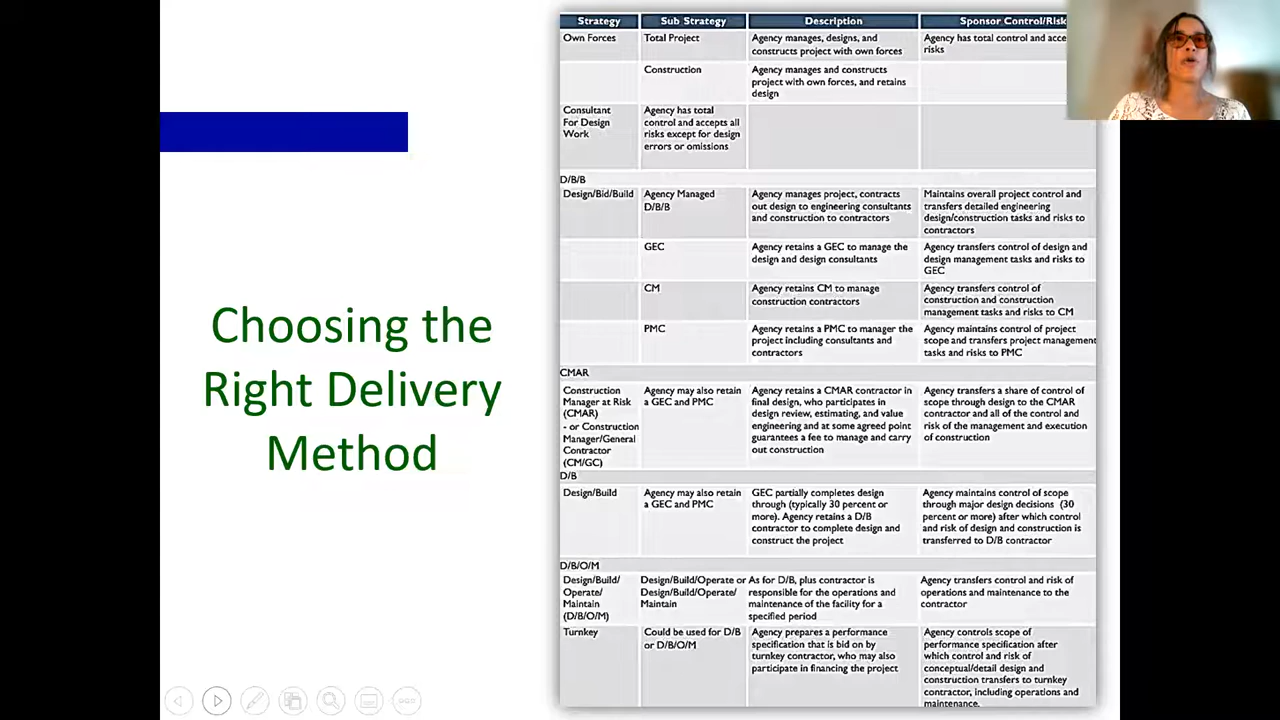 Choosing the
Right Delivery
Method
Strategy Sub Strategy Description Sponsor Control/Risk
Own Forces
Total Project
Agency manages, designs, and
constructs project with own forces
Agency has total control and
risks
Construction
Agency manages and constructs
project with own forces, and retains
design
Consultant
For Design
Work
Agency has total
control and accepts all
risks except for design
errors or omissions
D/B/B
Design/Bid/Build
Agency Managed
D/B/B
Agency manages project, contracts
out design to engineering consultants
and construction to contractors
Maintains overall project control and
transfers detailed engineering
design/construction tasks and risks to
contractors
GEC
Agency retains a GEC to manage the
design and design consultants
Agency transfers control of design and
design management tasks and risks to
GEC
CM
Agency retains CM to manage
construction contractors
Agency transfers control of
construction and construction
management tasks and risks to CM
PMC
Agency retains a PMC to manager the
project including consultants and
contractors
Agency maintains control of project
scope and transfers project management
tasks and risks to PMC
CMAR
Construction
Manager at Risk
(CMAR)
- or Construction
Manager/General
Contractor
(CM/GC)
Agency may also retain
a GEC and PMC
Agency retains a CMAR contractor in
final design, who participates in
design review, estimating, and value
engineering and at some agreed point
guarantees a fee to manage and carry
out construction
Agency transfers a share of control of
scope through design to the CMAR
contractor and all of the control and
risk of the management and execution
of construction
D/B
Design/Build
Agency may also retain
a GEC and PMC
GEC partially completes design
through (typically 30 percent or
more). Agency retains a D/B
contractor to complete design and
construct the project
Agency maintains control of scope
through major design decisions (30
percent or more) after which control
and risk of design and construction is
transferred to D/B contractor
D/B/O/M
Design/Build/
Operate/
Maintain
(D/B/O/M)
Design/Build/Operate or
Design/Build/Operate/
Maintain
As for D/B, plus contractor is
responsible for the operations and
maintenance of the facility for a
specified period
Agency transfers control and risk of
operations and maintenance to the
contractor
Turnkey
Could be used for D/B
or D/B/O/M
Agency prepares a performance
specification that is bid on by
turnkey contractor, who may also
participate in financing the project
Agency controls scope of
performance specification after
which control and risk of
conceptual/detail design and
construction transfers to turnkey
contractor, including operations and
maintenance.